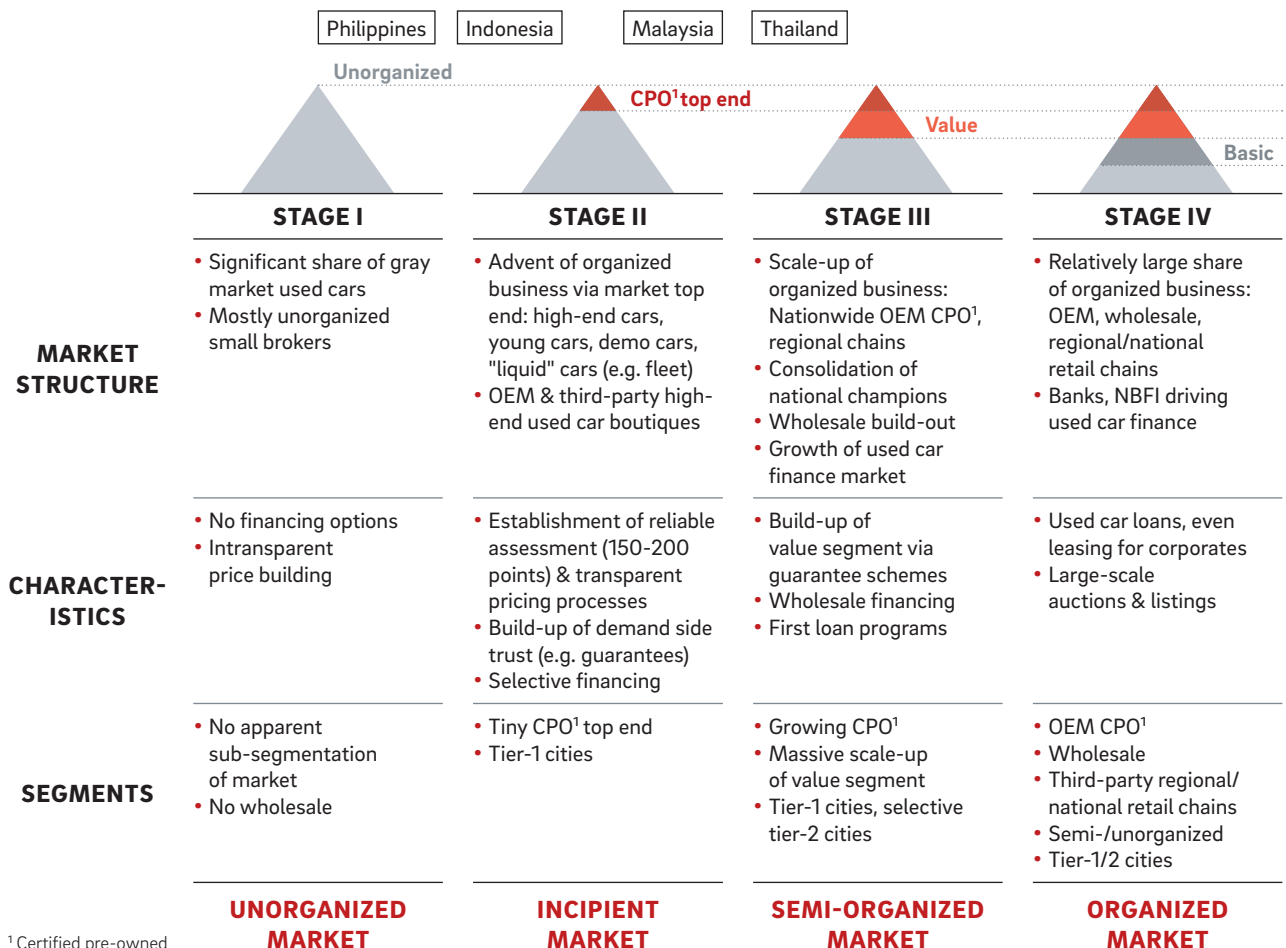 Philippines
Indonesia
Malaysia
Thailand
Unorganized
CPO¹ top end
Value
Basic
STAGE I
STAGE II
STAGE III
STAGE IV
MARKET
STRUCTURE
• Significant share of gray
market used cars
• Mostly unorganized
small brokers
• Advent of organized
business via market top
end: high-end cars,
young cars, demo cars,
"liquid" cars (e.g. fleet)
• OEM & third-party high-
end used car boutiques
• Scale-up of
organized business:
Nationwide OEM CPO¹,
regional chains
• Consolidation of
national champions
• Wholesale build-out
• Growth of used car
finance market
• Relatively large share
of organized business:
OEM, wholesale,
regional/national
retail chains
• Banks, NBFI driving
used car finance
CHARACTER-
ISTICS
• No financing options
• Intransparent
price building
• Establishment of reliable
assessment (150-200
points) & transparent
pricing processes
• Build-up of demand side
trust (e.g. guarantees)
• Selective financing
• Build-up of
value segment via
guarantee schemes
• Wholesale financing
• First loan programs
• Used car loans, even
leasing for corporates
• Large-scale
auctions & listings
SEGMENTS
• No apparent
sub-segmentation
of market
• No wholesale
• Tiny CPO¹ top end
• Tier-1 cities
• Growing CPO¹
• Massive scale-up
of value segment
• Tier-1 cities, selective
tier-2 cities
• OEM CPO¹
• Wholesale
• Third-party regional/
national retail chains
• Semi-/unorganized
• Tier-1/2 cities
UNORGANIZED
MARKET
INCIPIENT
MARKET
SEMI-ORGANIZED
MARKET
ORGANIZED
MARKET
¹ Certified pre-owned